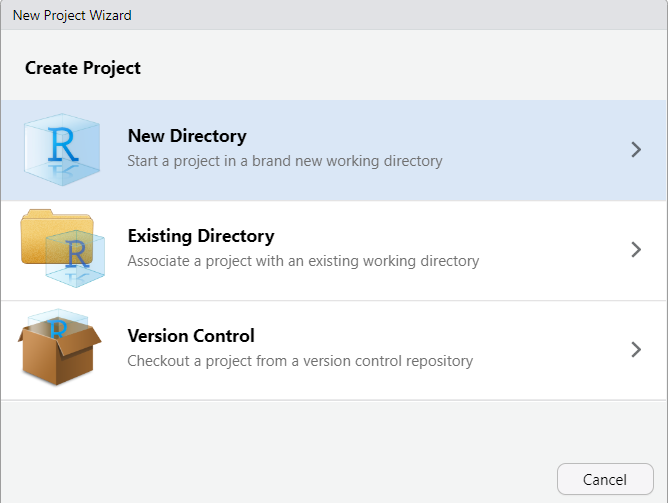 New Project Wizard
Create Project
R
New Directory
Start a project in a brand new working directory
R
Existing Directory
Associate a project with an existing working directory
R
Version Control
Checkout a project from a version control repository
Cancel